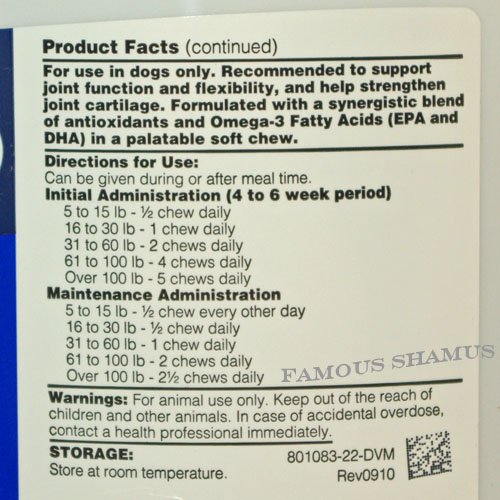 Product Facts (continued)
For use in dogs only. Recommended to support
joint function and flexibility, and help strengthen
joint cartilage. Formulated with a synergistic blend
of antioxidants and Omega-3 Fatty Acids (EPA and
DHA) in a palatable soft chew.
Directions for Use:
Can be given during or after meal time.
Initial Administration (4 to 6 week period)
5 to 15 lb - ½ chew daily
16 to 30 lb - 1 chew daily
31 to 60 lb - 2 chews daily
61 to 100 lb - 4 chews daily
Over 100 lb - 5 chews daily
Maintenance Administration
5 to 15 lb - ½ chew every other day
16 to 30 lb - ½ chew daily
31 to 60 lb - 1 chew daily
61 to 100 lb - 2 chews daily
Over 100 lb - 2½ chews daily
FAMOUS SHAMUS
Warnings: For animal use only. Keep out of the reach of
children and other animals. In case of accidental overdose,
contact a health professional immediately.
STORAGE:
Store at room temperature.
801083-22-DVM
Rev0910